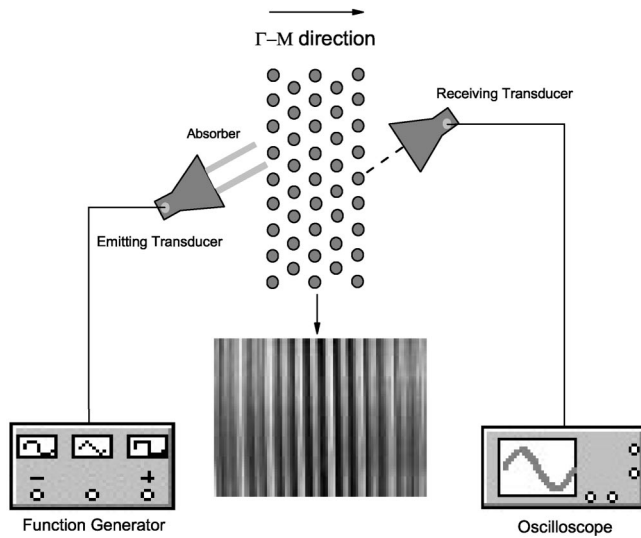 Γ–M direction
Receiving Transducer
Absorber
Emitting Transducer
Function Generator
Oscilloscope